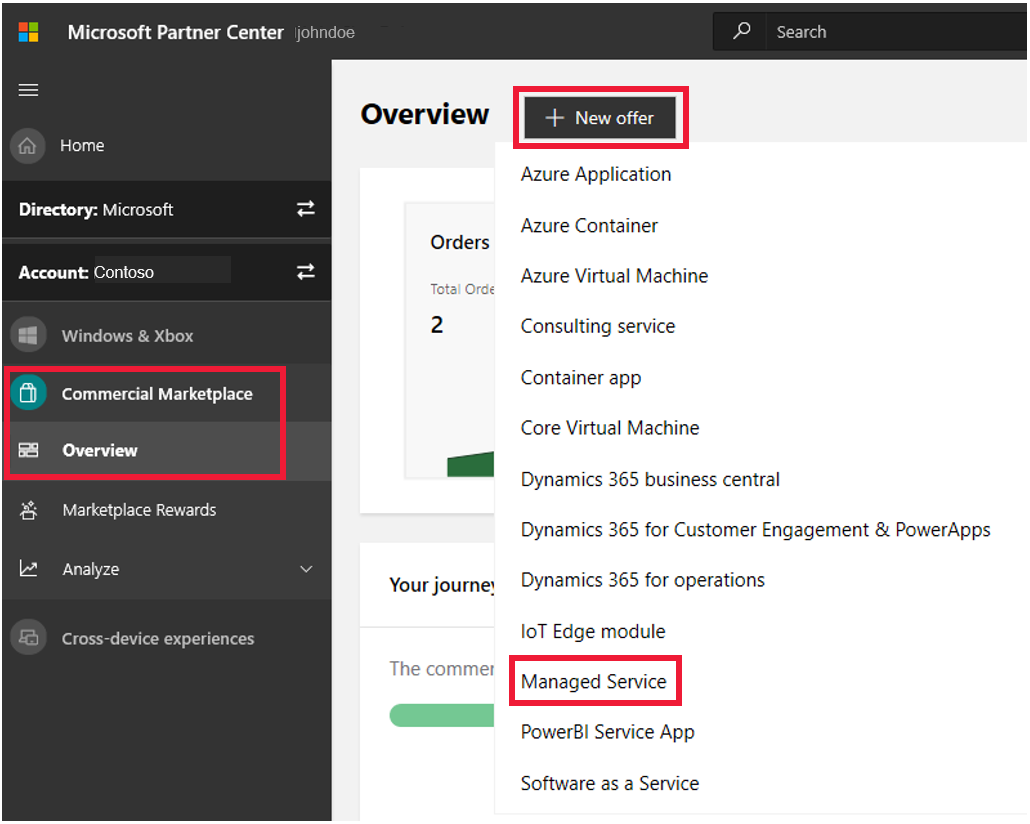 Microsoft Partner Center johndoe
Search
Home
Directory: Microsoft
Account: Contoso
Windows & Xbox
Commercial Marketplace
Overview
Marketplace Rewards
Analyze
Cross-device experiences
Overview
New offer
Orders
Total Orde
2
Your journey
The commer
Azure Application
Azure Container
Azure Virtual Machine
Consulting service
Container app
Core Virtual Machine
Dynamics 365 business central
Dynamics 365 for Customer Engagement & PowerApps
Dynamics 365 for operations
IoT Edge module
Managed Service
PowerBI Service App
Software as a Service